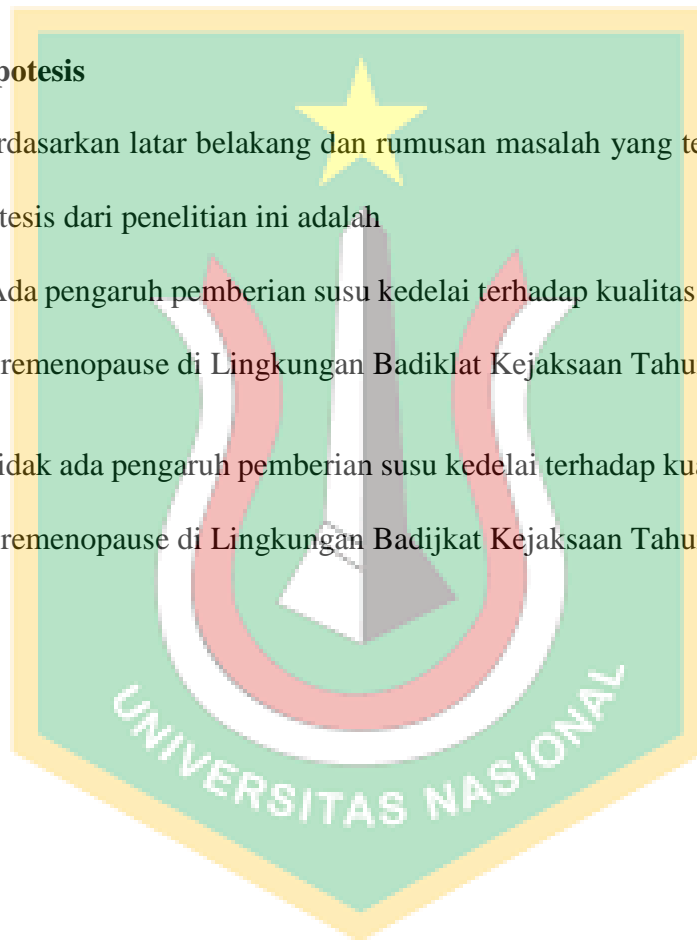 potesis
rdasarkan latar belakang dan rumusan masalah yang te
tesis dari penelitian ini adalah
Ada pengaruh pemberian susu kedelai terhadap kualitas
remenopause di Lingkungan Badiklat Kejaksaan Tahu
idak ada pengaruh pemberian susu kedelai terhadap kua
remenopause di Lingkungan Badijkat Kejaksaan Tahu
UNIVERSITAS NASIONAL